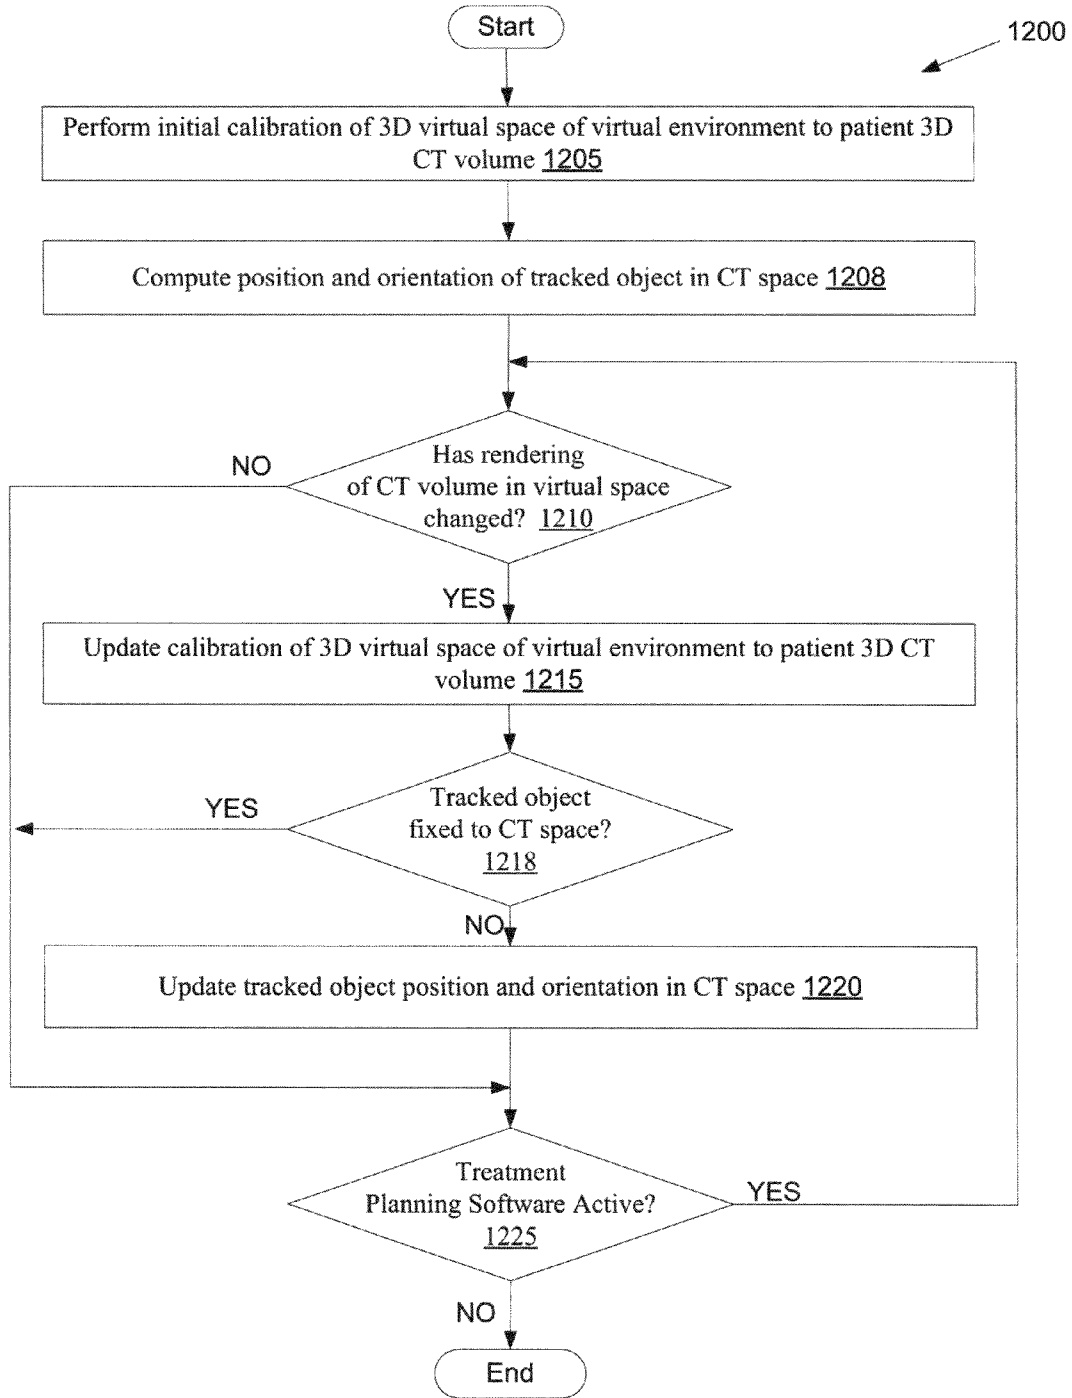 Start
1200
Perform initial calibration of 3D virtual space of virtual environment to patient 3D
CT volume 1205
Compute position and orientation of tracked object in CT space 1208
NO
Has rendering
of CT volume in virtual space
changed? 1210
YES
Update calibration of 3D virtual space of virtual environment to patient 3D CT
volume 1215
YES
Tracked object
fixed to CT space?
1218
NO
Update tracked object position and orientation in CT space 1220
Treatment
Planning Software Active?
1225
YES
NO
End